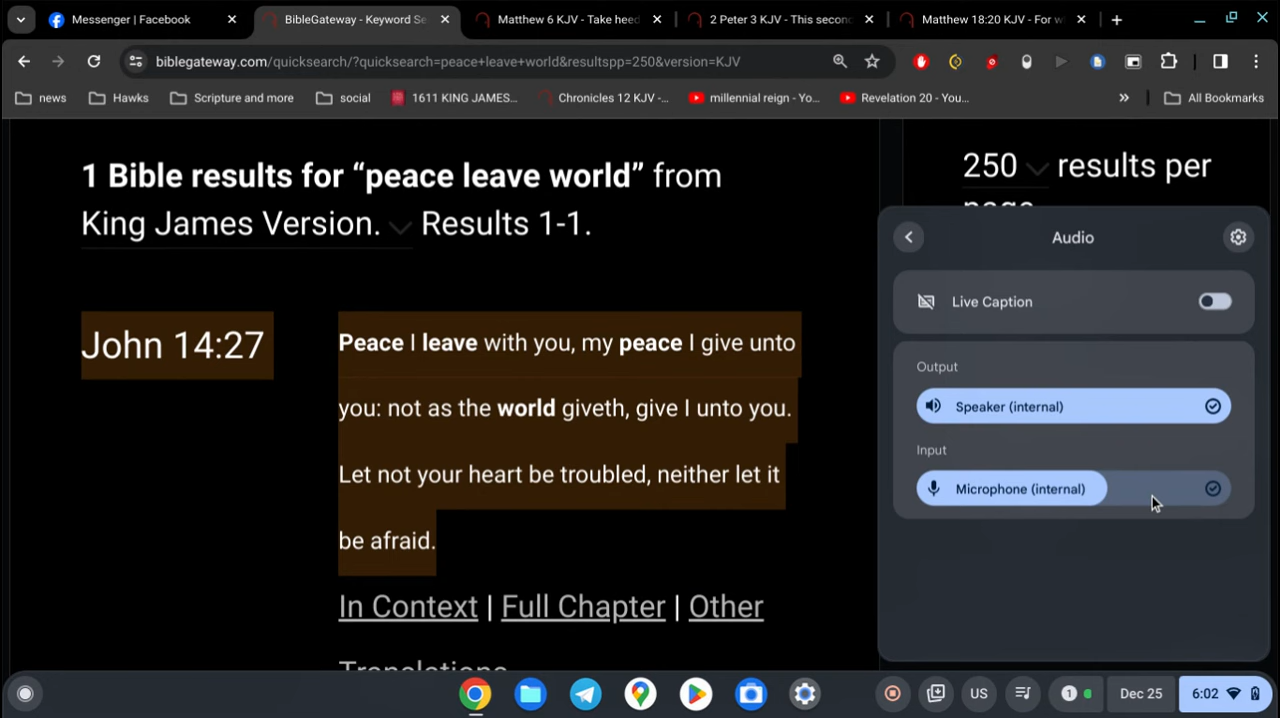 Messenger | Facebook
BibleGateway - Keyword Se
Matthew 6 KJV - Take heed
2 Peter 3 KJV - This secon
Matthew 18:20 KJV - For w
biblegateway.com/quicksearch/?quicksearch=peace+leave+world&resultspp=250&version=KJV
news
Hawks
Scripture and more
social
1611 KING JAMES...
Chronicles 12 KJV -...
millennial reign - Yo...
Revelation 20 - You...
»
All Bookmarks
1 Bible results for “peace leave world” from
King James Version. Results 1-1.
250 results per
page
John 14:27
Peace I leave with you, my peace I give unto
you: not as the world giveth, give I unto you.
Let not your heart be troubled, neither let it
be afraid.
In Context | Full Chapter | Other
Translations
Audio
Live Caption
Output
Speaker (internal)
Input
Microphone (internal)
US
1
Dec 25
6:02